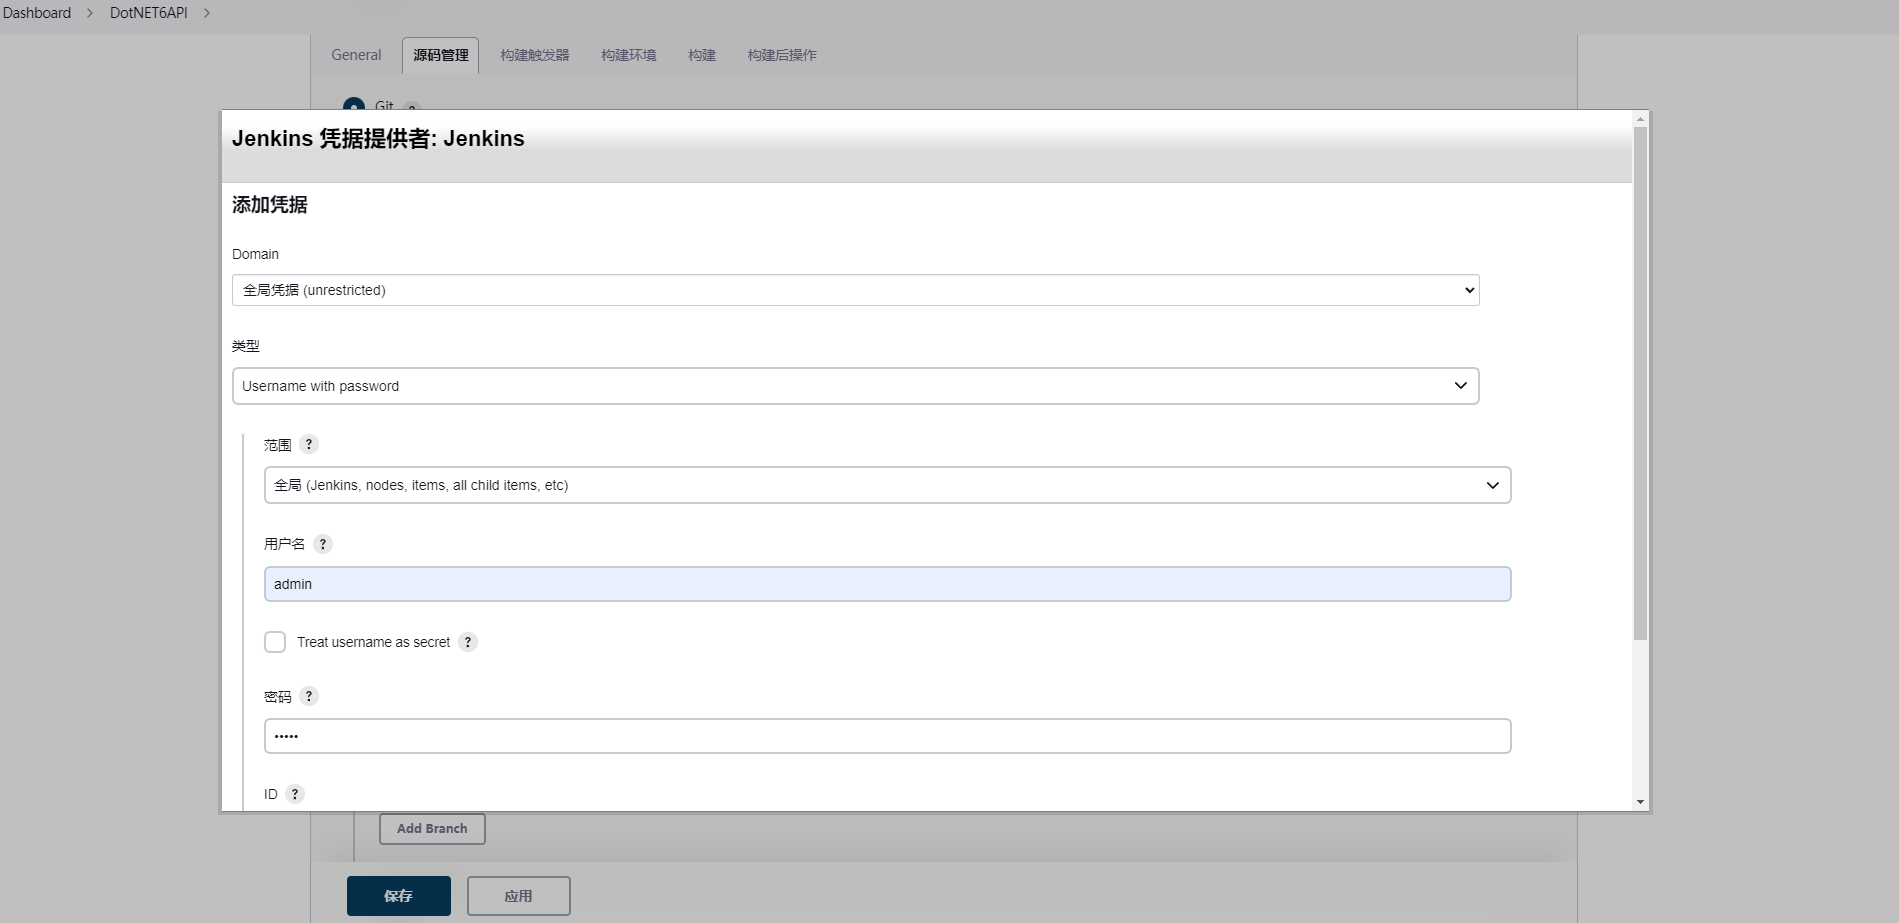 Dashboard > DotNET6API >
General 源码管理 构建触发器 构建环境 构建 构建后操作
Git ?
Jenkins 凭据提供者: Jenkins
添加凭据
Domain
全局凭据 (unrestricted)
类型
Username with password
范围 ?
全局 (Jenkins, nodes, items, all child items, etc)
用户名 ?
admin
Treat username as secret ?
密码 ?
•••••
ID ?
Add Branch
保存 应用